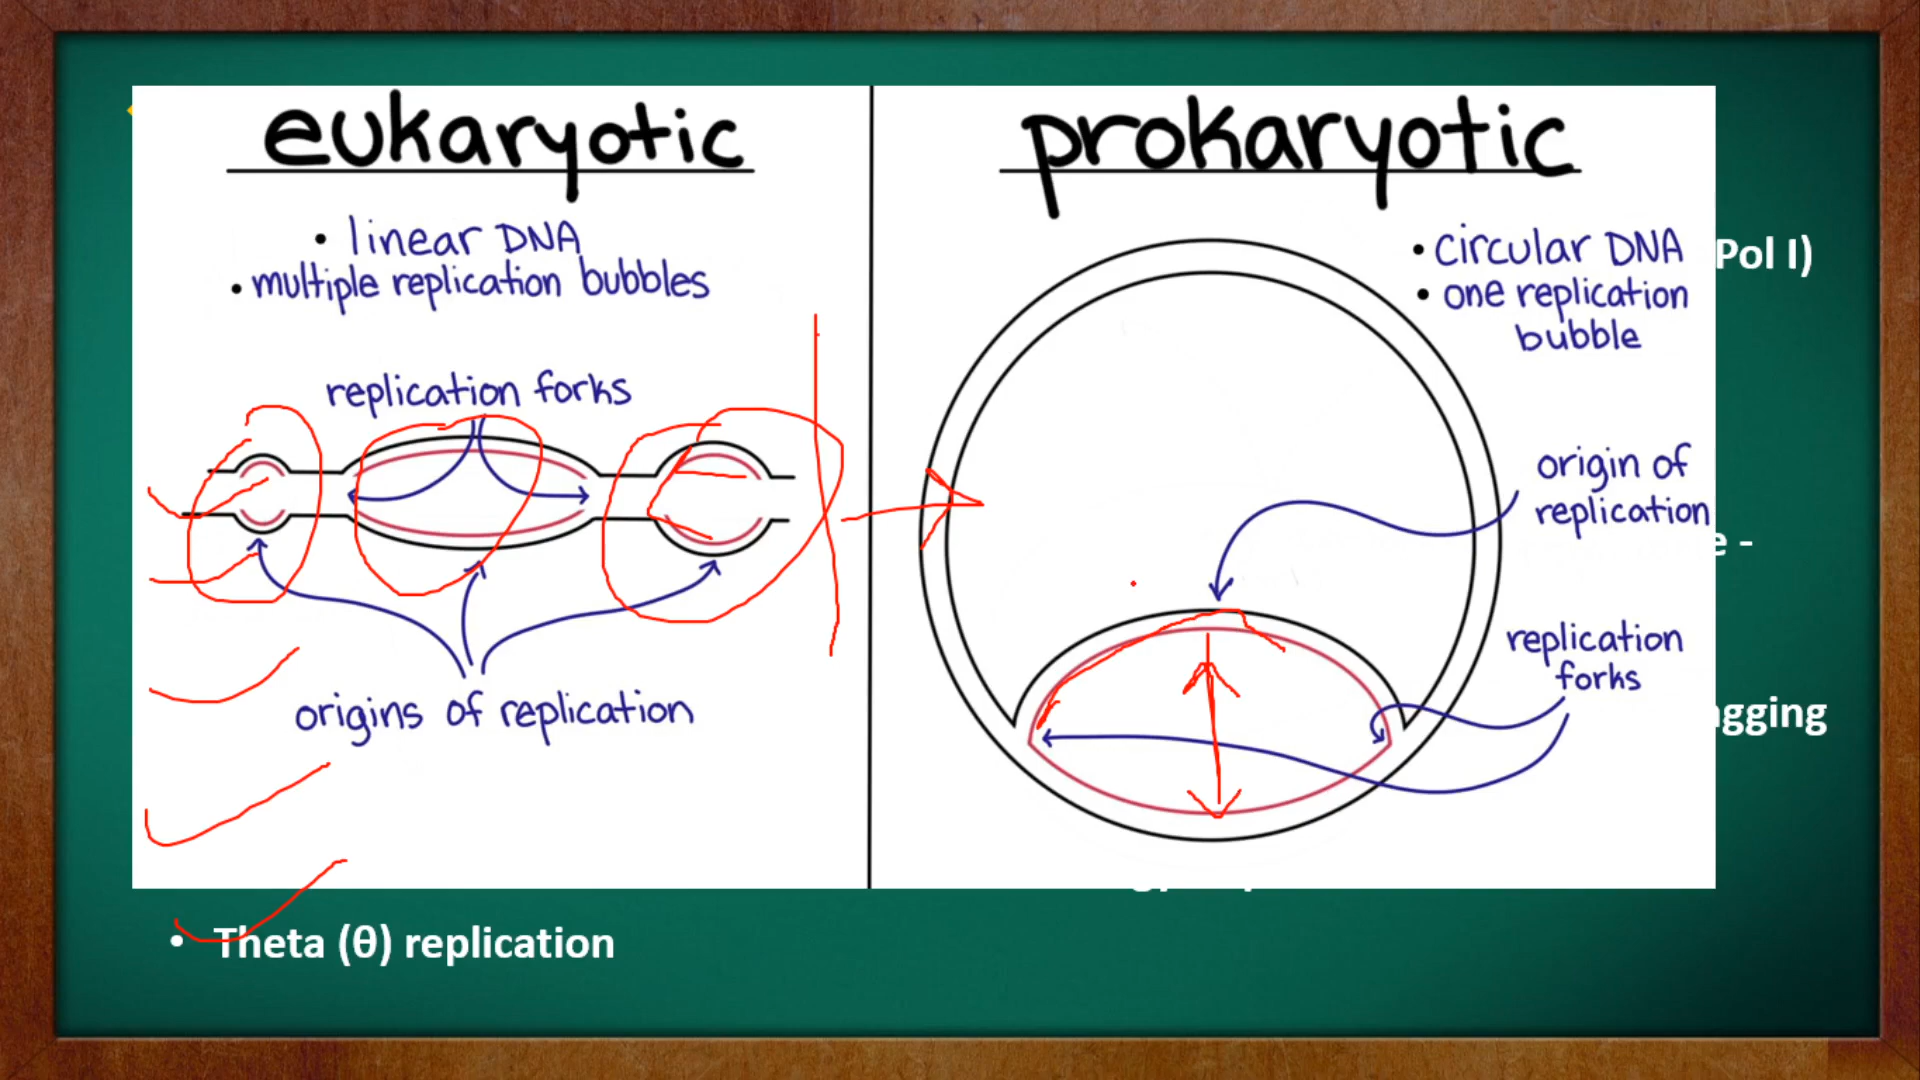 eukaryotic
• linear DNA
• multiple replication bubbles
replication forks
origins of replication
prokaryotic
• circular DNA
• one replication
bubble
origin of
replication
replication
forks
Pol I)
e -
agging
• Theta (θ) replication